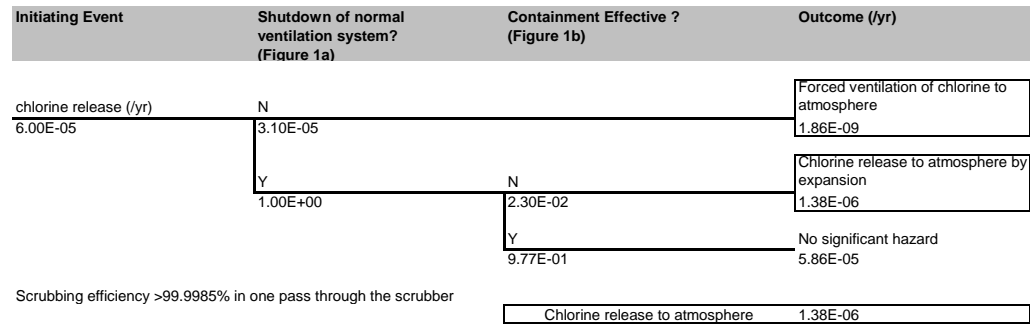 Initiating Event Shutdown of normal Containment Effective ? Outcome (/yr)
ventilation system? (Figure 1b)
(Figure 1a)
Forced ventilation of chlorine to
chlorine release (/yr) N atmosphere
6.00E-05 3.10E-05 1.86E-09
Chlorine release to atmosphere by
Y N expansion
1.00E+00 2.30E-02 1.38E-06
Y No significant hazard
9.77E-01 5.86E-05
Scrubbing efficiency >99.9985% in one pass through the scrubber
Chlorine release to atmosphere 1.38E-06